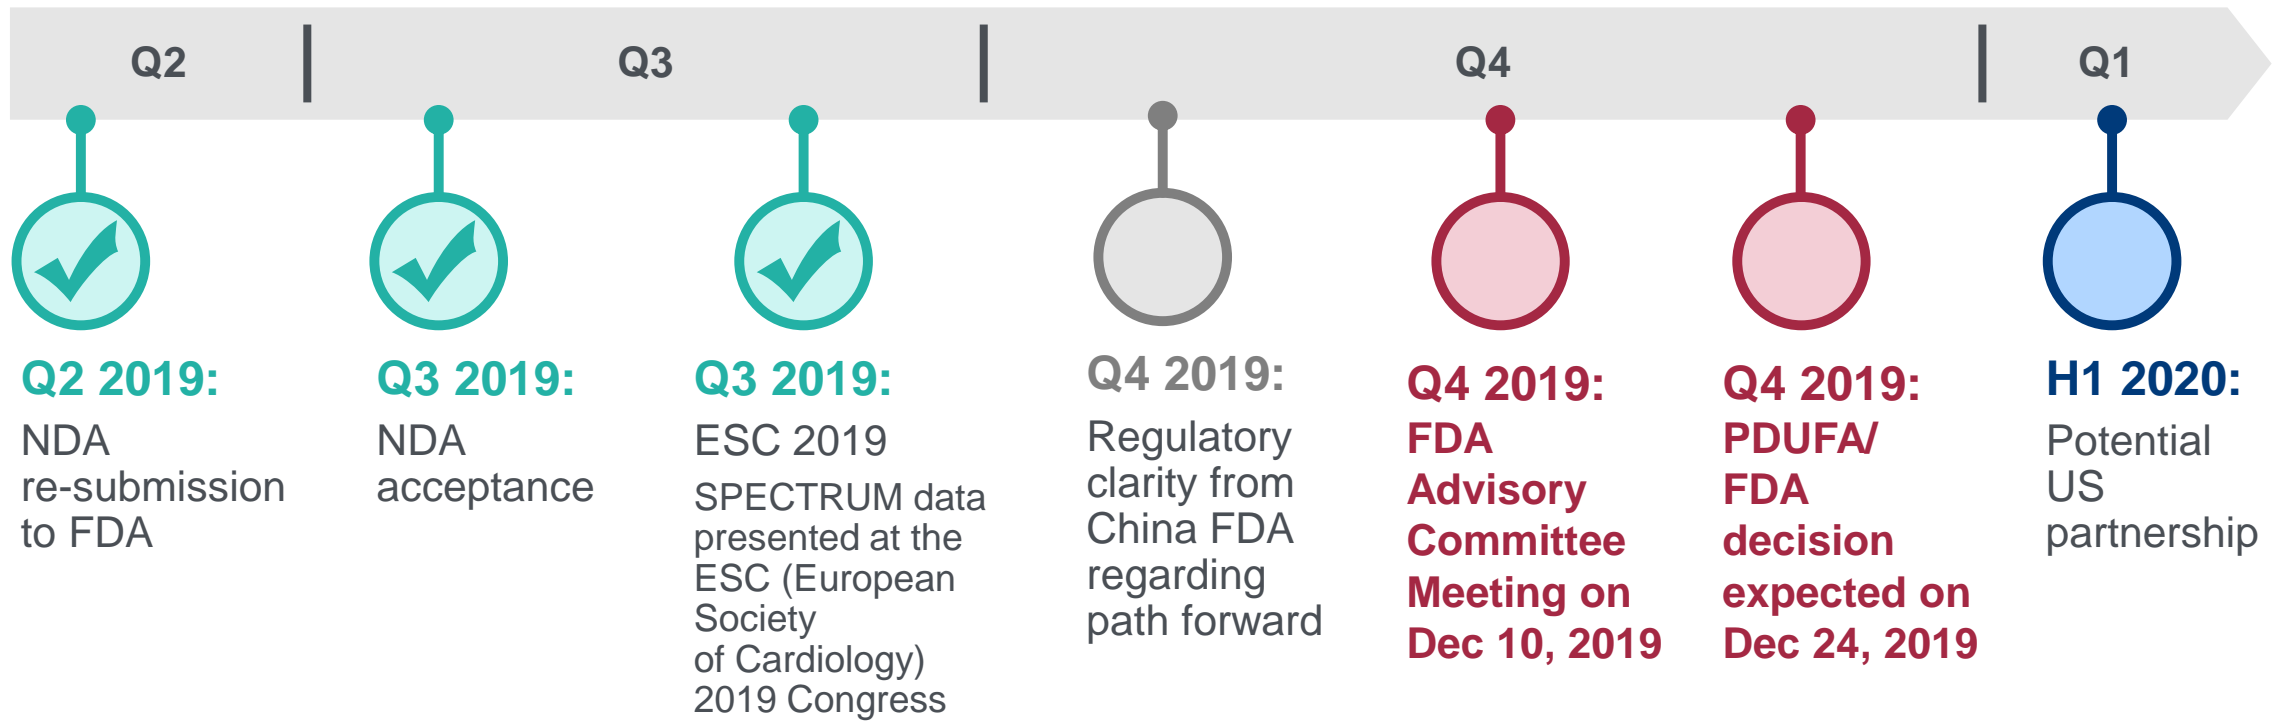 Q2
Q3
Q4
Q1
Q2 2019:
NDA
re-submission
to FDA
Q3 2019:
NDA
acceptance
Q3 2019:
ESC 2019
SPECTRUM data
presented at the
ESC (European
Society
of Cardiology)
2019 Congress
Q4 2019:
Regulatory
clarity from
China FDA
regarding
path forward
Q4 2019:
FDA
Advisory
Committee
Meeting on
Dec 10, 2019
Q4 2019:
PDUFA/
FDA
decision
expected on
Dec 24, 2019
H1 2020:
Potential
US
partnership